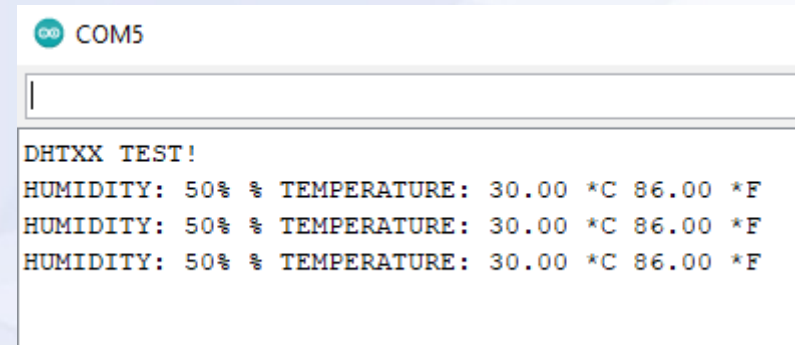 COM5
DHTXX TEST!
HUMIDITY: 50% % TEMPERATURE: 30.00 *C 86.00 *F
HUMIDITY: 50% % TEMPERATURE: 30.00 *C 86.00 *F
HUMIDITY: 50% % TEMPERATURE: 30.00 *C 86.00 *F